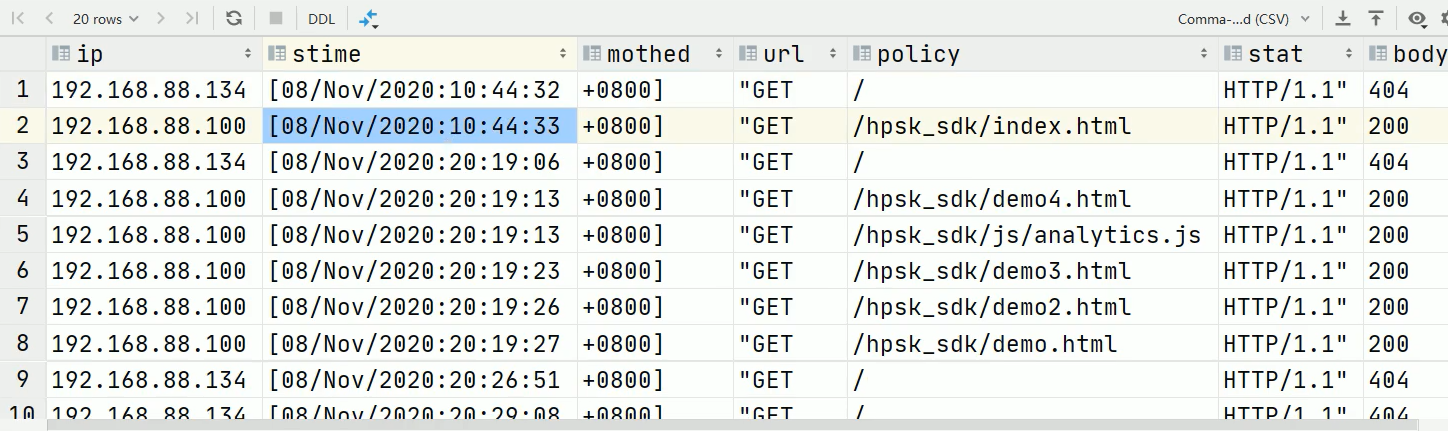 20 rows DDL Comma-...d (CSV)
ip stime mothed url policy stat body
1 192.168.88.134 [08/Nov/2020:10:44:32 +0800] "GET / HTTP/1.1" 404
2 192.168.88.100 [08/Nov/2020:10:44:33 +0800] "GET /hpsk_sdk/index.html HTTP/1.1" 200
3 192.168.88.134 [08/Nov/2020:20:19:06 +0800] "GET / HTTP/1.1" 404
4 192.168.88.100 [08/Nov/2020:20:19:13 +0800] "GET /hpsk_sdk/demo4.html HTTP/1.1" 200
5 192.168.88.100 [08/Nov/2020:20:19:13 +0800] "GET /hpsk_sdk/js/analytics.js HTTP/1.1" 200
6 192.168.88.100 [08/Nov/2020:20:19:23 +0800] "GET /hpsk_sdk/demo3.html HTTP/1.1" 200
7 192.168.88.100 [08/Nov/2020:20:19:26 +0800] "GET /hpsk_sdk/demo2.html HTTP/1.1" 200
8 192.168.88.100 [08/Nov/2020:20:19:27 +0800] "GET /hpsk_sdk/demo.html HTTP/1.1" 200
9 192.168.88.134 [08/Nov/2020:20:26:51 +0800] "GET / HTTP/1.1" 404
10 192.168.88.134 [08/Nov/2020:20:29:08 +0800] "GET / HTTP/1.1" 404